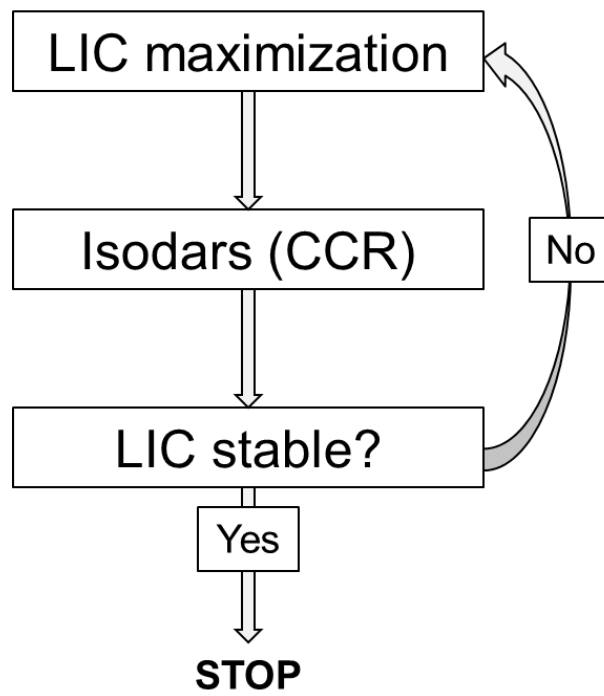 LIC maximization
Isodars (CCR)
No
LIC stable?
Yes
STOP